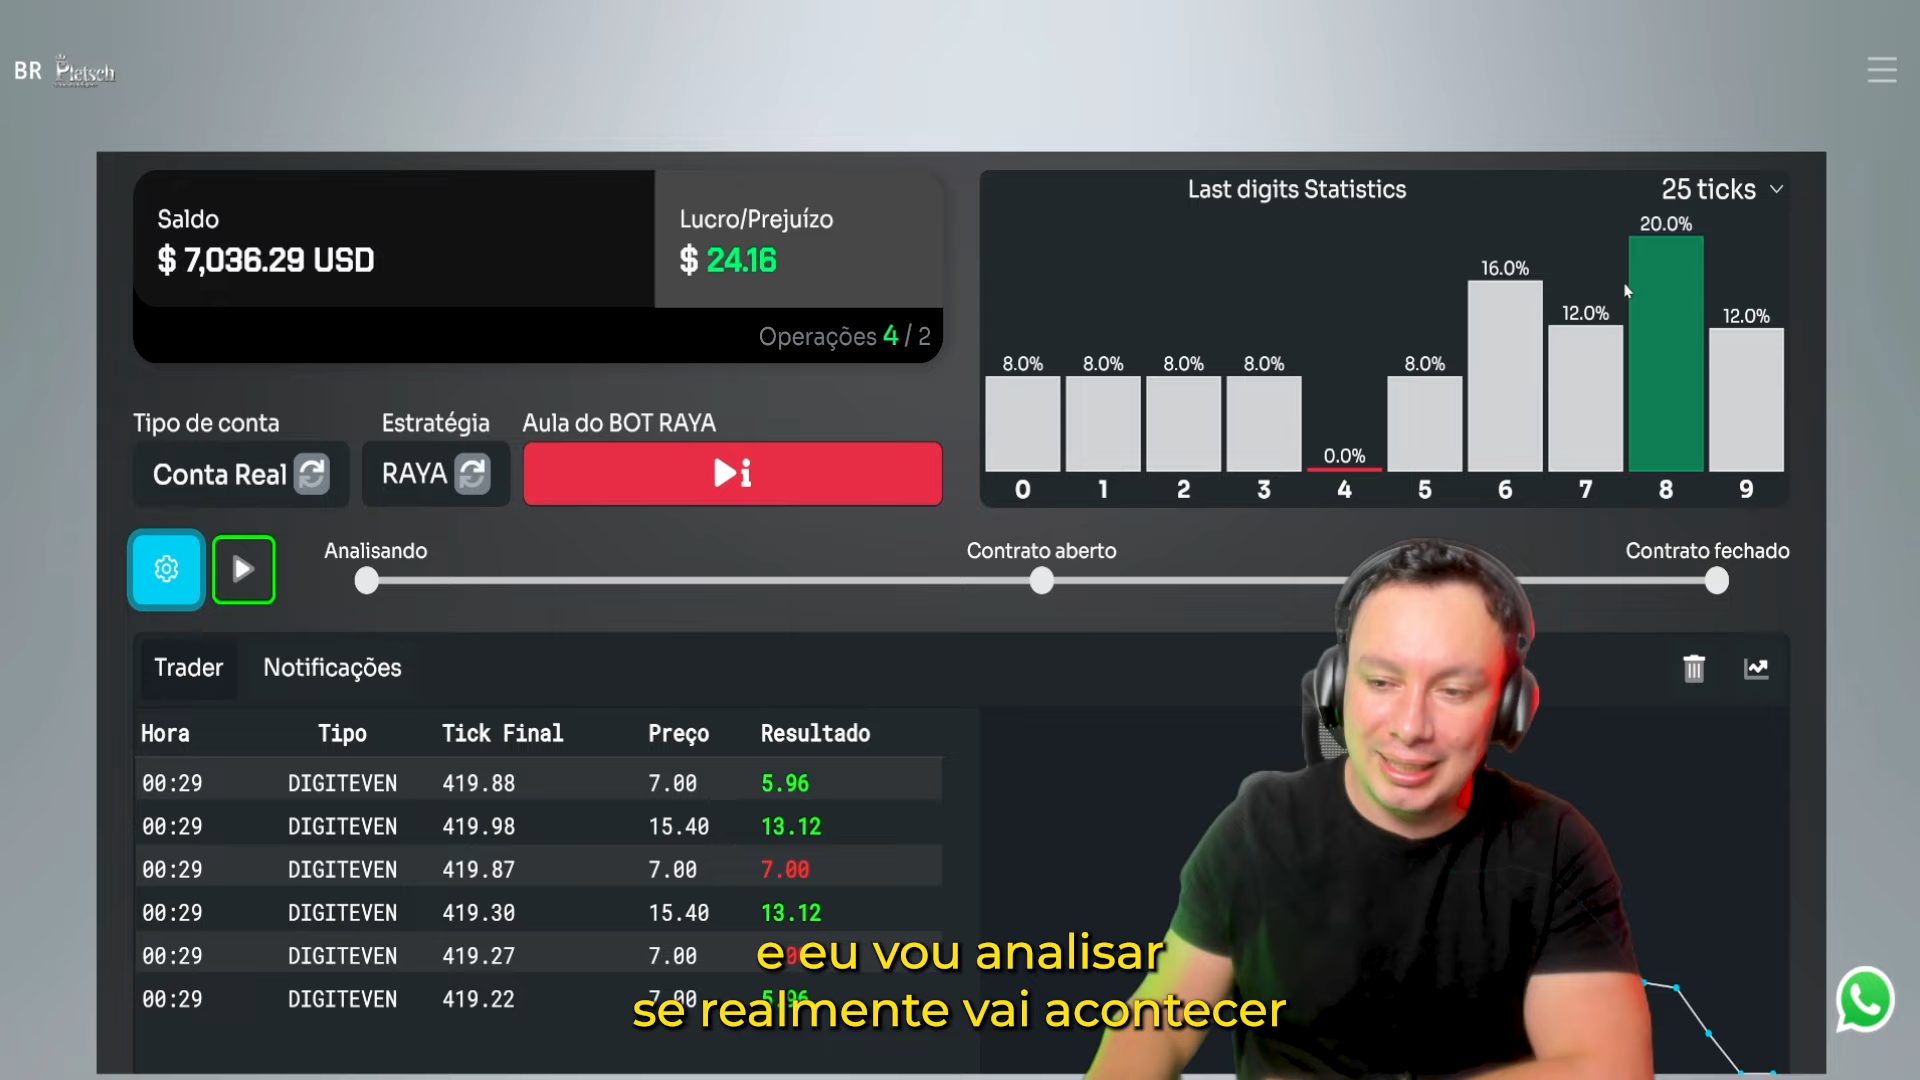 BR Pletsch
Saldo
$ 7,036.29 USD
Lucro/Prejuízo
$ 24.16
Operações 4 / 2
Last digits Statistics
25 ticks
8.0% 8.0% 8.0% 8.0% 0.0% 8.0% 16.0% 12.0% 20.0% 12.0%
0 1 2 3 4 5 6 7 8 9
Tipo de conta
Conta Real
Estratégia
RAYA
Aula do BOT RAYA
Analisando
Contrato aberto
Contrato fechado
Trader Notificações
Hora Tipo Tick Final Preço Resultado
00:29 DIGITEVEN 419.88 7.00 5.96
00:29 DIGITEVEN 419.98 15.40 13.12
00:29 DIGITEVEN 419.87 7.00 7.00
00:29 DIGITEVEN 419.30 15.40 13.12
00:29 DIGITEVEN 419.27 7.00
00:29 DIGITEVEN 419.22 7.00 5.96
e eu vou analisar
se realmente vai acontecer